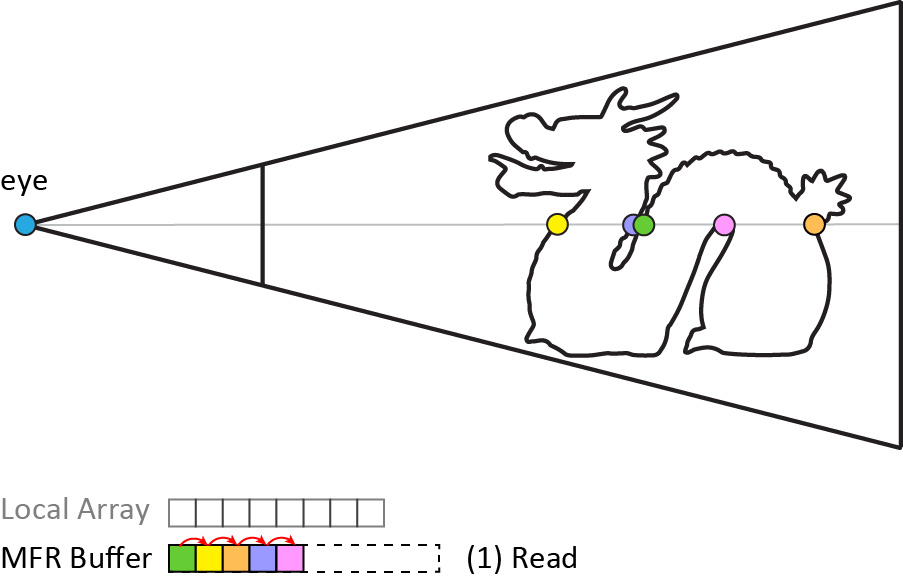 eye
Local Array
MFR Buffer (1) Read